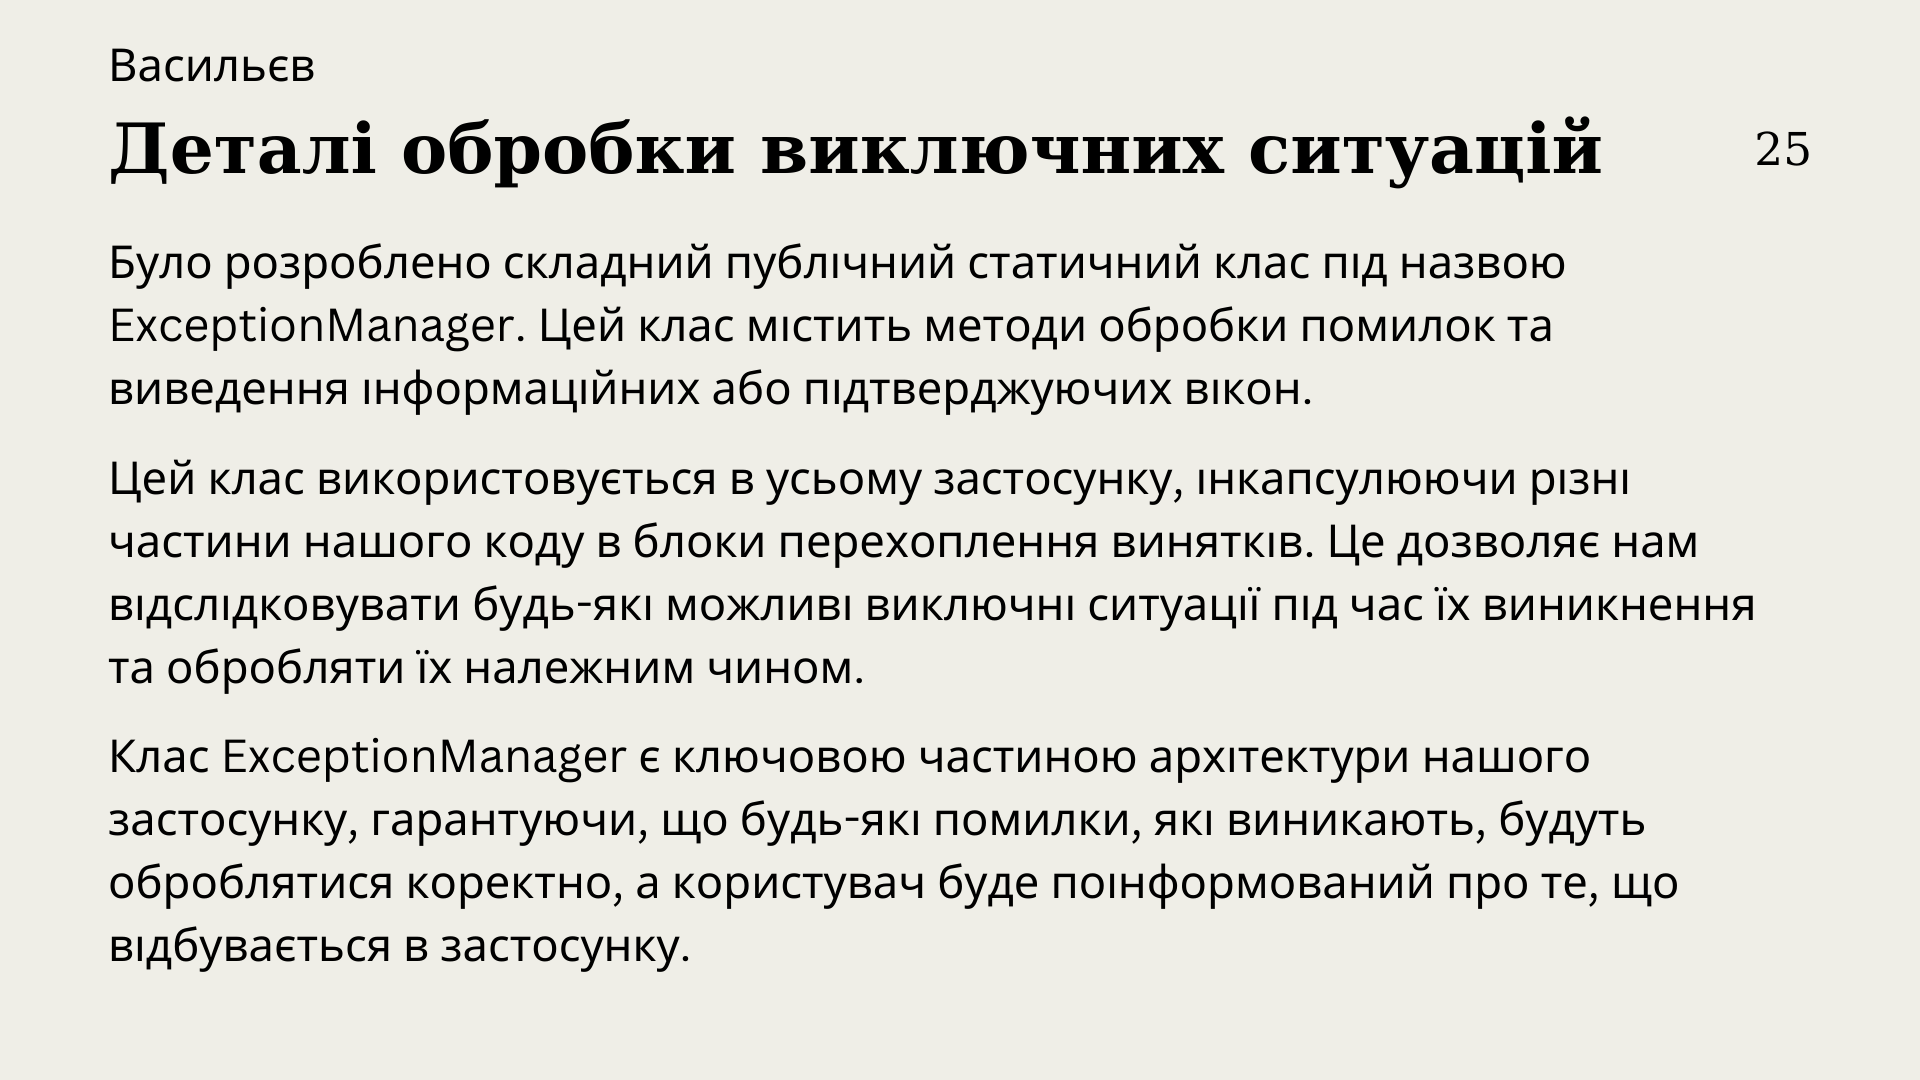 Васильєв
Деталі обробки виключних ситуацій
25
Було розроблено складний публічний статичний клас під назвою
ExceptionManager. Цей клас містить методи обробки помилок та
виведення інформаційних або підтверджуючих вікон.
Цей клас використовується в усьому застосунку, інкапсулюючи різні
частини нашого коду в блоки перехоплення винятків. Це дозволяє нам
відслідковувати будь-які можливі виключні ситуації під час їх виникнення
та обробляти їх належним чином.
Клас ExceptionManager є ключовою частиною архітектури нашого
застосунку, гарантуючи, що будь-які помилки, які виникають, будуть
оброблятися коректно, а користувач буде поінформований про те, що
відбувається в застосунку.